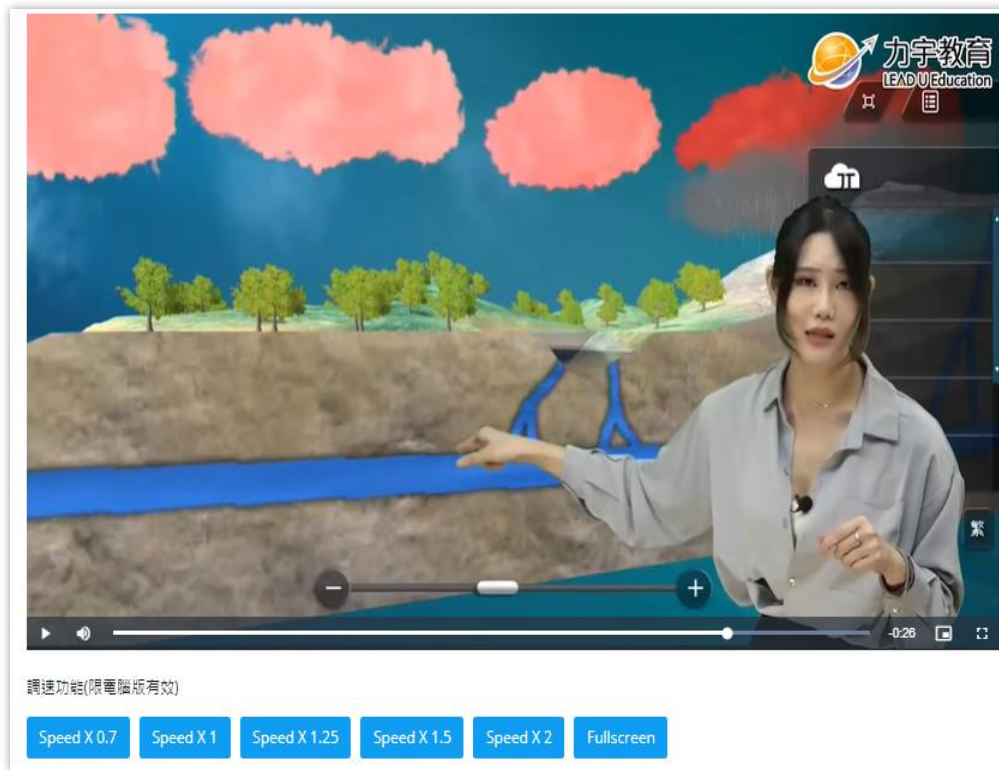 力宇教育
LEAD U Education
繁
-0:26
調速功能(限電腦版有效)
Speed X 0.7
Speed X 1
Speed X 1.25
Speed X 1.5
Speed X 2
Fullscreen